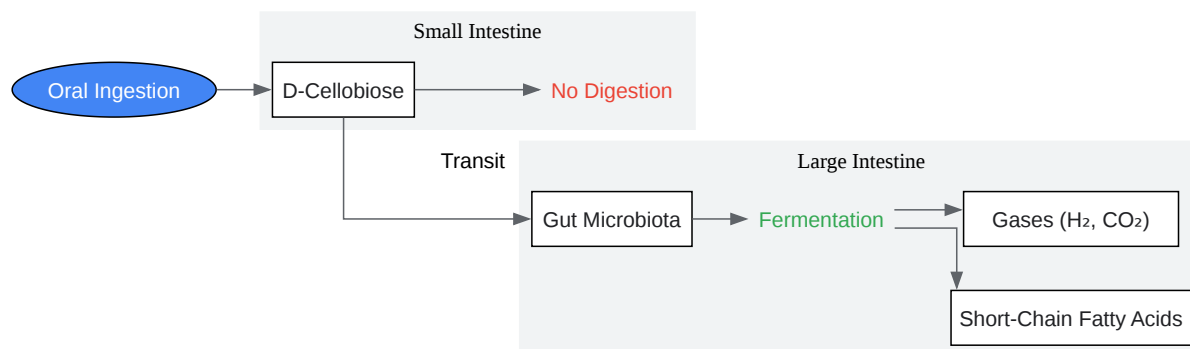 Small Intestine
Oral Ingestion
D-Cellobiose
No Digestion
Transit
Large Intestine
Gut Microbiota
Fermentation
Gases (H₂, CO₂)
Short-Chain Fatty Acids